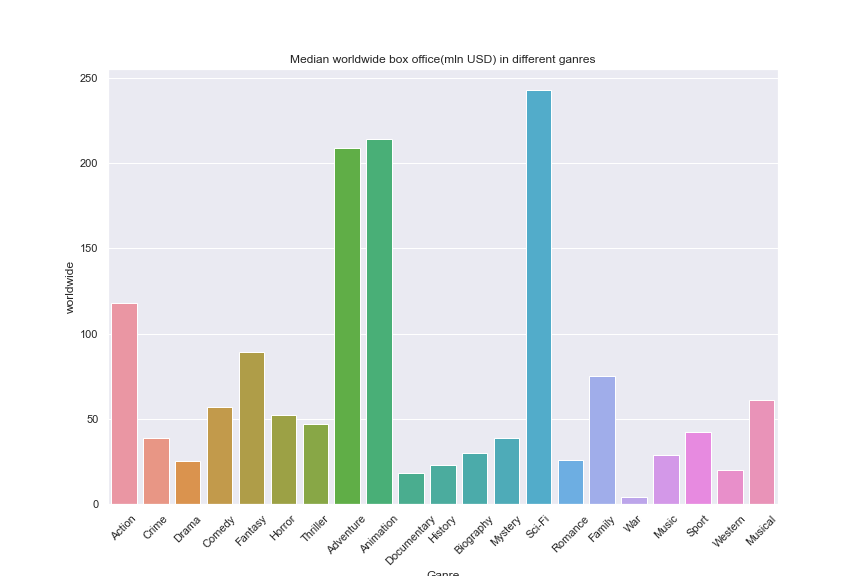 Median worldwide box office(mln USD) in different ganres
worldwide
250
200
150
100
50
0
Action
Crime
Drama
Comedy
Fantasy
Horror
Thriller
Adventure
Animation
Documentary
History
Biography
Mystery
Sci-Fi
Romance
Family
War
Music
Sport
Western
Musical
Ganre